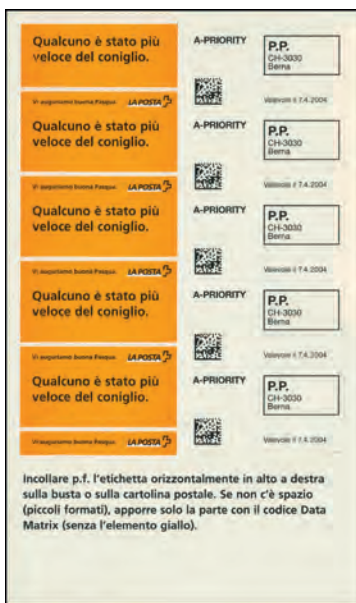 Qualcuno è stato più
veloce del coniglio.
A-PRIORITY
P.P.
CH-3030
Berna
Vi auguriamo buona Pasqua. LA POSTA
Valevole il 7.4.2004
Qualcuno è stato più
veloce del coniglio.
A-PRIORITY
P.P.
CH-3030
Berna
Vi auguriamo buona Pasqua. LA POSTA
Valevole il 7.4.2004
Qualcuno è stato più
veloce del coniglio.
A-PRIORITY
P.P.
CH-3030
Berna
Vi auguriamo buona Pasqua. LA POSTA
Valevole il 7.4.2004
Qualcuno è stato più
veloce del coniglio.
A-PRIORITY
P.P.
CH-3030
Berna
Vi auguriamo buona Pasqua. LA POSTA
Valevole il 7.4.2004
Qualcuno è stato più
veloce del coniglio.
A-PRIORITY
P.P.
CH-3030
Berna
Vi auguriamo buona Pasqua. LA POSTA
Valevole il 7.4.2004
Incollare p.f. l'etichetta orizzontalmente in alto a destra
sulla busta o sulla cartolina postale. Se non c'è spazio
(piccoli formati), apporre solo la parte con il codice Data
Matrix (senza l'elemento giallo).